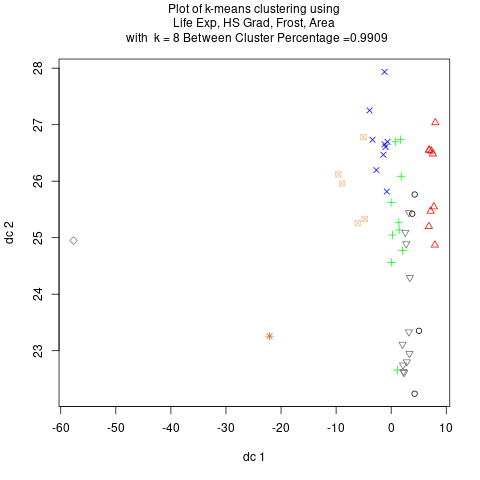 Plot of k-means clustering using
Life Exp, HS Grad, Frost, Area
with  k = 8 Between Cluster Percentage =0.9909
28
27
26
25
24
23
dc 2
-60 -50 -40 -30 -20 -10 0 10
dc 1